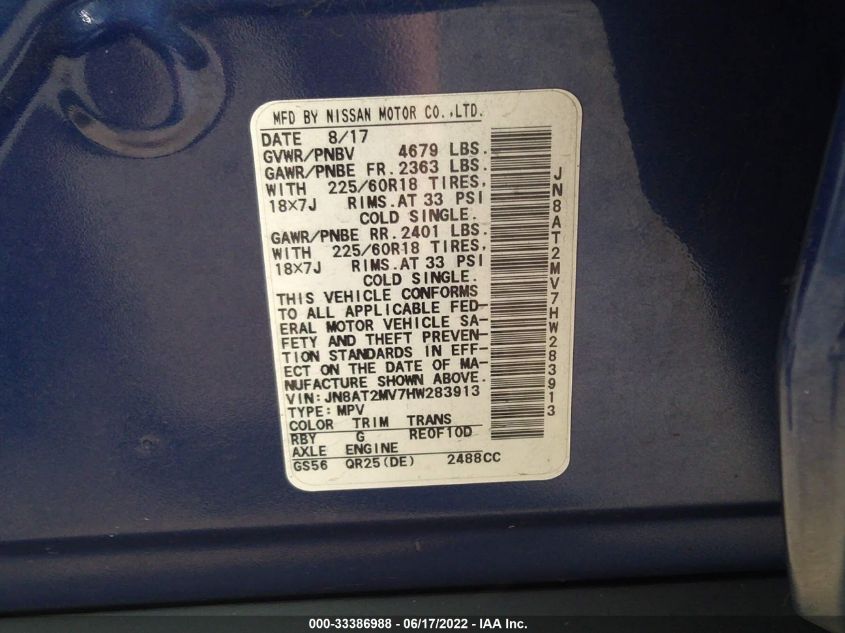 MFD BY NISSAN MOTOR CO.,LTD.
DATE 8/17
GVWR/PNBV 4679 LBS.
GAWR/PNBE FR. 2363 LBS.
WITH 225/60R18 TIRES,
18×7J RIMS.AT 33 PSI
COLD SINGLE.
GAWR/PNBE RR. 2401 LBS.
WITH 225/60R18 TIRES,
18×7J RIMS.AT 33 PSI
COLD SINGLE.
THIS VEHICLE CONFORMS
TO ALL APPLICABLE FED-
ERAL MOTOR VEHICLE SA-
FETY AND THEFT PREVEN-
TION STANDARDS IN EFF-
ECT ON THE DATE OF MA-
NUFACTURE SHOWN ABOVE.
VIN: JN8AT2MV7HW283913
TYPE: MPV
COLOR TRIM TRANS
RBY G RE0F10D
AXLE ENGINE
GS56 QR25(DE) 2488CC
JN8AT2MV7HW283913
000-33386988 - 06/17/2022 - IAA Inc.